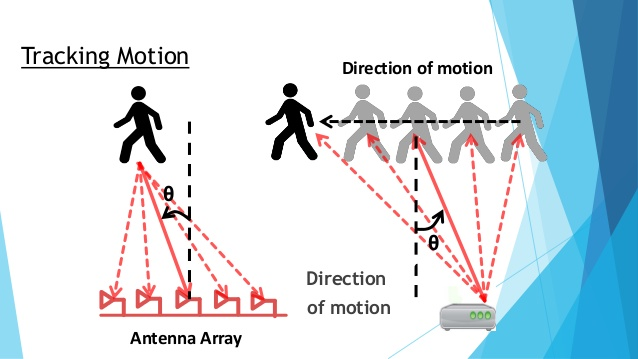 Tracking Motion
Direction of motion
θ
θ
Direction
of motion
Antenna Array